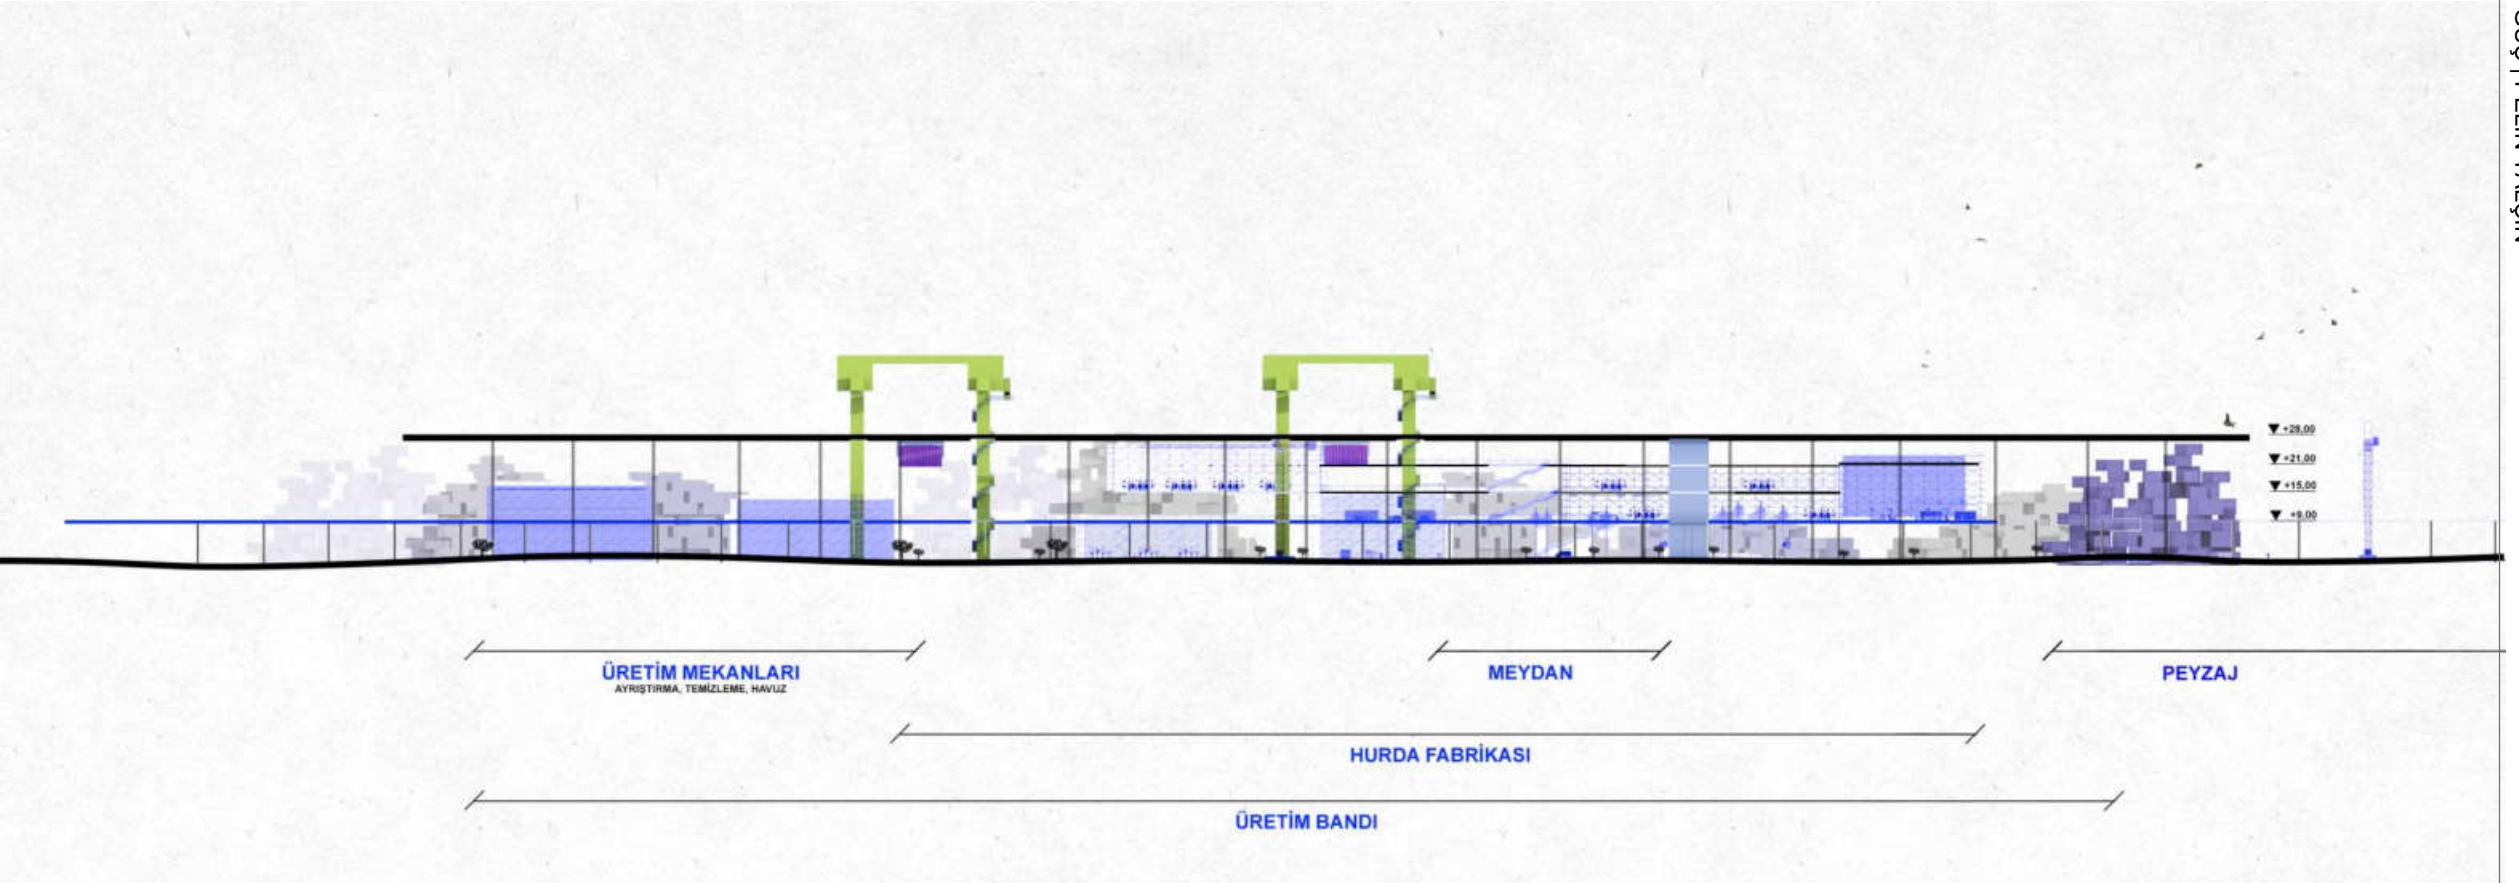 ▼ +28,00
▼ +21,00
▼ +15,00
▼ +9,00
ÜRETİM MEKANLARI
AYRIŞTIRMA, TEMİZLEME, HAVUZ
MEYDAN
PEYZAJ
HURDA FABRİKASI
ÜRETİM BANDI